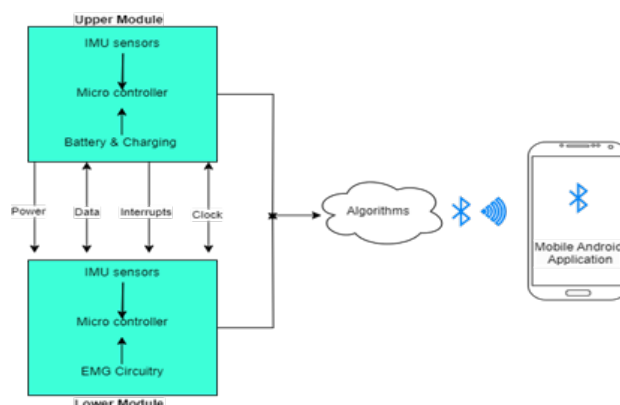 Upper Module
IMU sensors
Micro controller
Battery & Charging
Power
Data
Interrupts
Clock
IMU sensors
Micro controller
EMG Circuitry
Lower Module
Algorithms
Mobile Android
Application